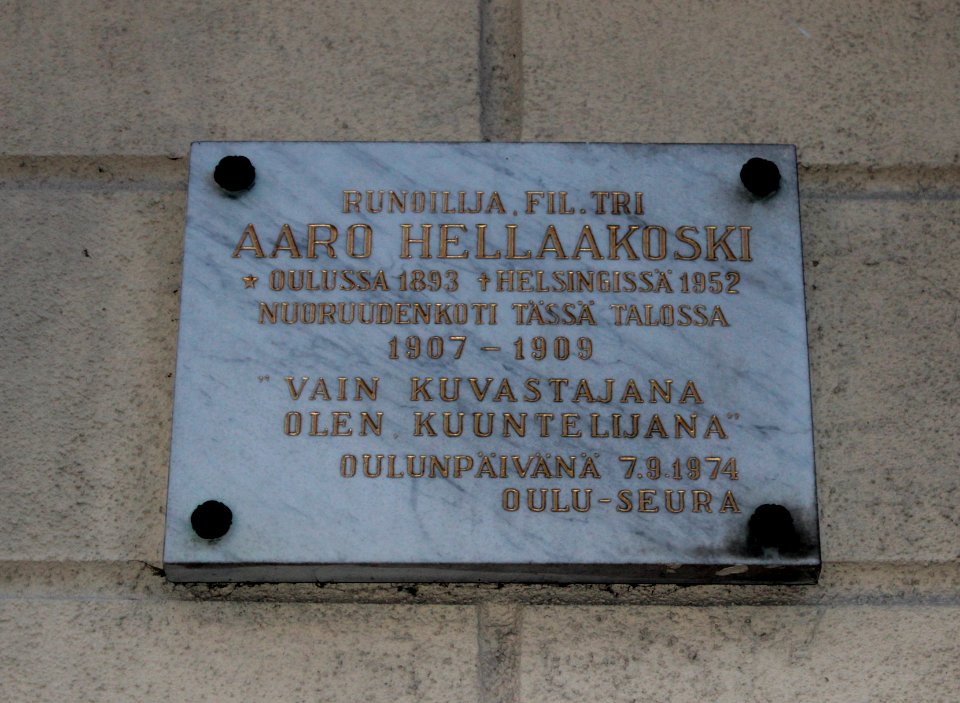 RUNOILIJA, FIL. TRI
AARO HELLAAKOSKI
* OULUSSA 1893 ✝ HELSINGISSÄ 1952
NUORUUDENKOTI TÄSSÄ TALOSSA
1907 – 1909
"VAIN KUVASTAJANA
OLEN, KUUNTELIJANA"
OULUNPÄIVÄNÄ 7.9.1974
OULU-SEURA